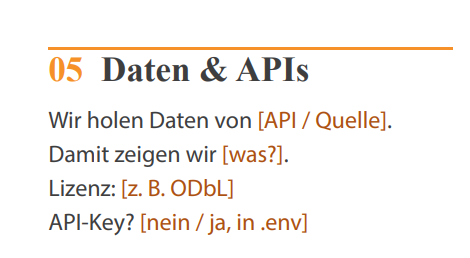 05 Daten & APIs
Wir holen Daten von [API / Quelle].
Damit zeigen wir [was?].
Lizenz: [z. B. ODbL]
API-Key? [nein / ja, in .env]